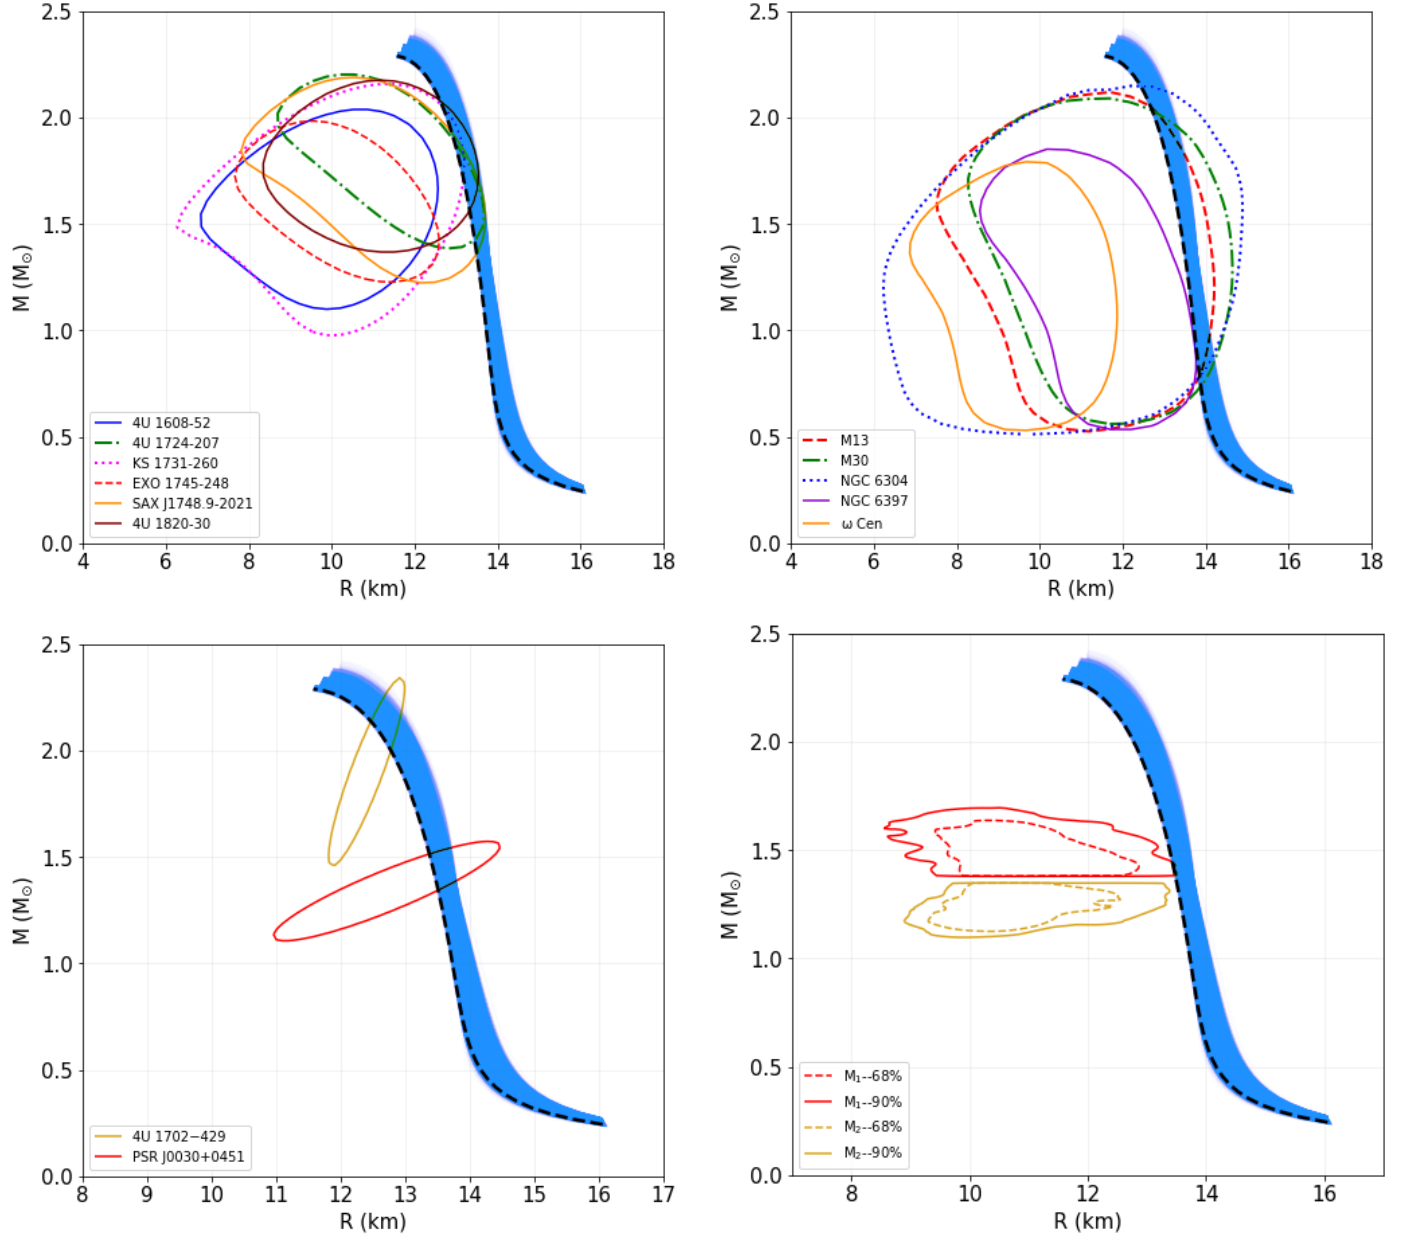 2.5
2.0
1.5
1.0
0.5
0.0
M (M⊙)
4U 1608-52
4U 1724-207
KS 1731-260
EXO 1745-248
SAX J1748.9-2021
4U 1820-30
4 6 8 10 12 14 16 18
R (km)
2.5
2.0
1.5
1.0
0.5
0.0
M (M⊙)
M13
M30
NGC 6304
NGC 6397
ω Cen
4 6 8 10 12 14 16 18
R (km)
2.5
2.0
1.5
1.0
0.5
0.0
M (M⊙)
4U 1702−429
PSR J0030+0451
8 9 10 11 12 13 14 15 16 17
R (km)
2.5
2.0
1.5
1.0
0.5
0.0
M (M⊙)
M₁--68%
M₁--90%
M₂--68%
M₂--90%
8 10 12 14 16
R (km)